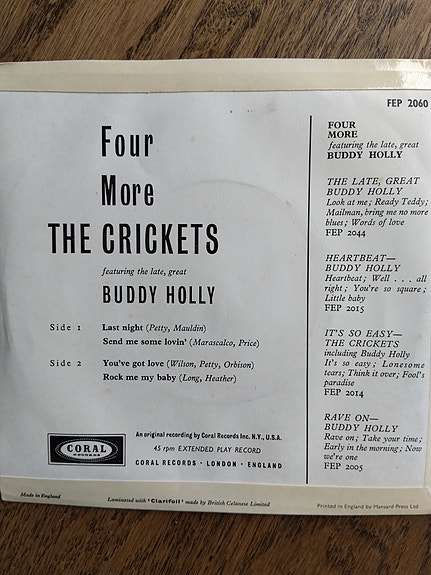 FEP 2060
Four
More
THE CRICKETS
featuring the late, great
BUDDY HOLLY
Side 1 Last night (Petty, Mauldin)
Send me some lovin' (Marascalco, Price)
Side 2 You've got love (Wilson, Petty, Orbison)
Rock me my baby (Long, Heather)
CORAL
RECORDS
An original recording by Coral Records Inc. N.Y., U.S.A.
45 rpm EXTENDED PLAY RECORD
CORAL RECORDS · LONDON · ENGLAND
FOUR
MORE
featuring the late, great
BUDDY HOLLY
THE LATE, GREAT
BUDDY HOLLY
Look at me; Ready Teddy;
Mailman, bring me no more
blues; Words of love
FEP 2044
HEARTBEAT—
BUDDY HOLLY
Heartbeat; Well . . . all
right; You're so square;
Little baby
FEP 2015
IT'S SO EASY—
THE CRICKETS
including Buddy Holly
It's so easy; Lonesome
tears; Think it over; Fool's
paradise
FEP 2014
RAVE ON—
BUDDY HOLLY
Rave on; Take your time;
Early in the morning; Now
we're one
FEP 2005
Made in England
Laminated with 'Clarifoil' made by British Celanese Limited
Printed in England by Mansard Press Ltd.